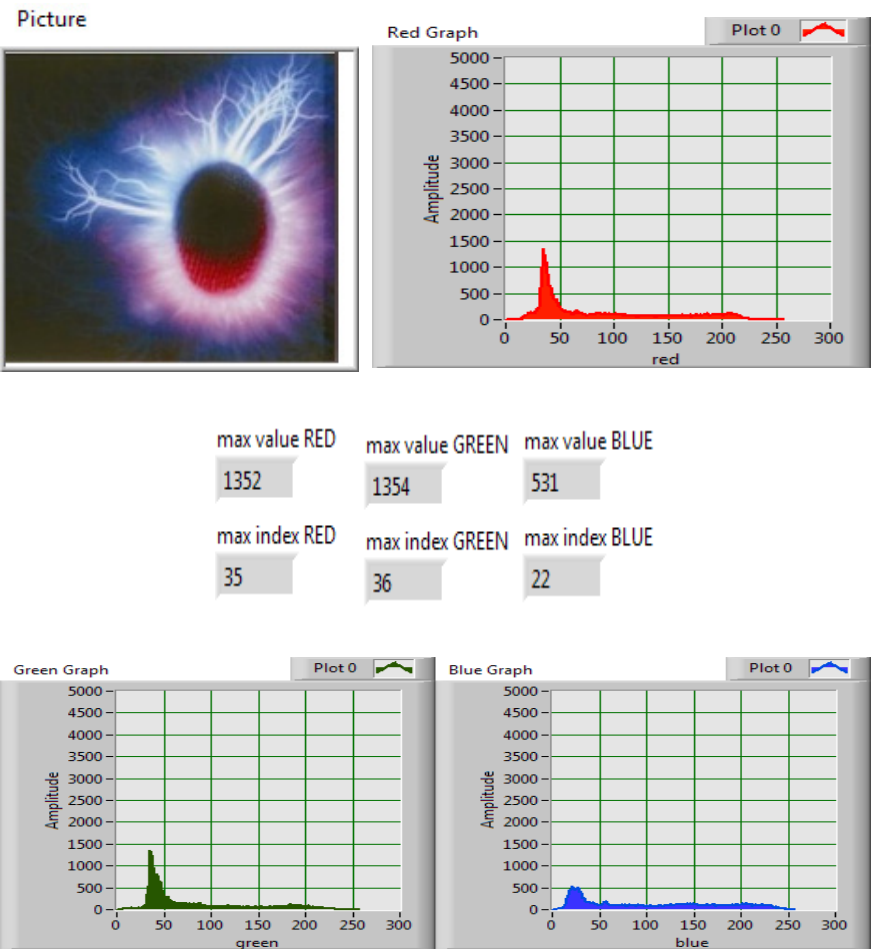 Picture
Red Graph
Plot 0
5000
4500
4000
3500
3000
2500
2000
1500
1000
500
0
Amplitude
0 50 100 150 200 250 300
red
max value RED
1352
max value GREEN
1354
max value BLUE
531
max index RED
35
max index GREEN
36
max index BLUE
22
Green Graph
Plot 0
5000
4500
4000
3500
3000
2500
2000
1500
1000
500
0
Amplitude
0 50 100 150 200 250 300
green
Blue Graph
Plot 0
5000
4500
4000
3500
3000
2500
2000
1500
1000
500
0
Amplitude
0 50 100 150 200 250 300
blue